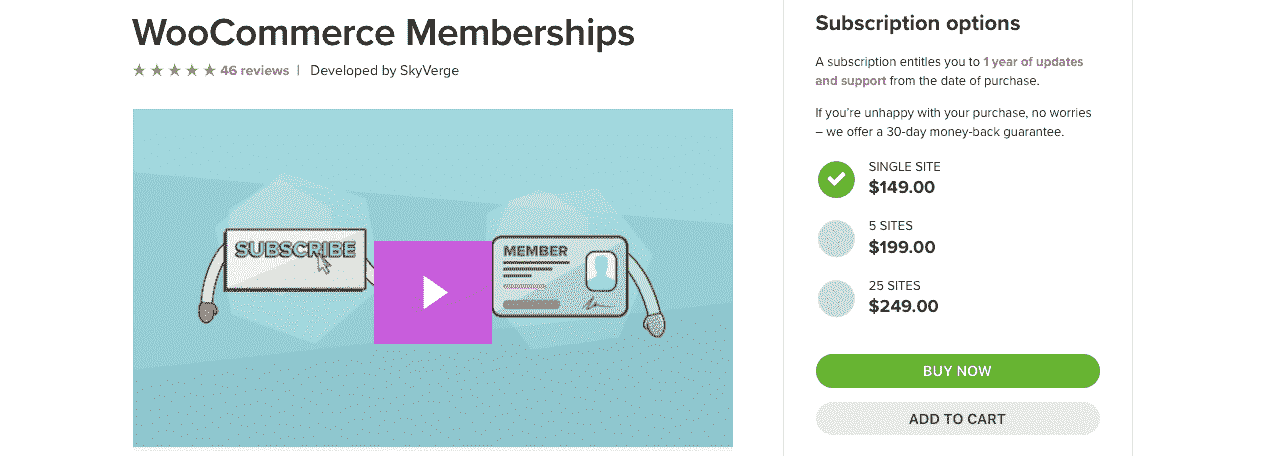 WooCommerce Memberships
★ ★ ★ ★ ★ 46 reviews | Developed by SkyVerge
SUBSCRIBE
MEMBER
Subscription options
A subscription entitles you to 1 year of updates
and support from the date of purchase.
If you’re unhappy with your purchase, no worries
– we offer a 30-day money-back guarantee.
SINGLE SITE
$149.00
5 SITES
$199.00
25 SITES
$249.00
BUY NOW
ADD TO CART